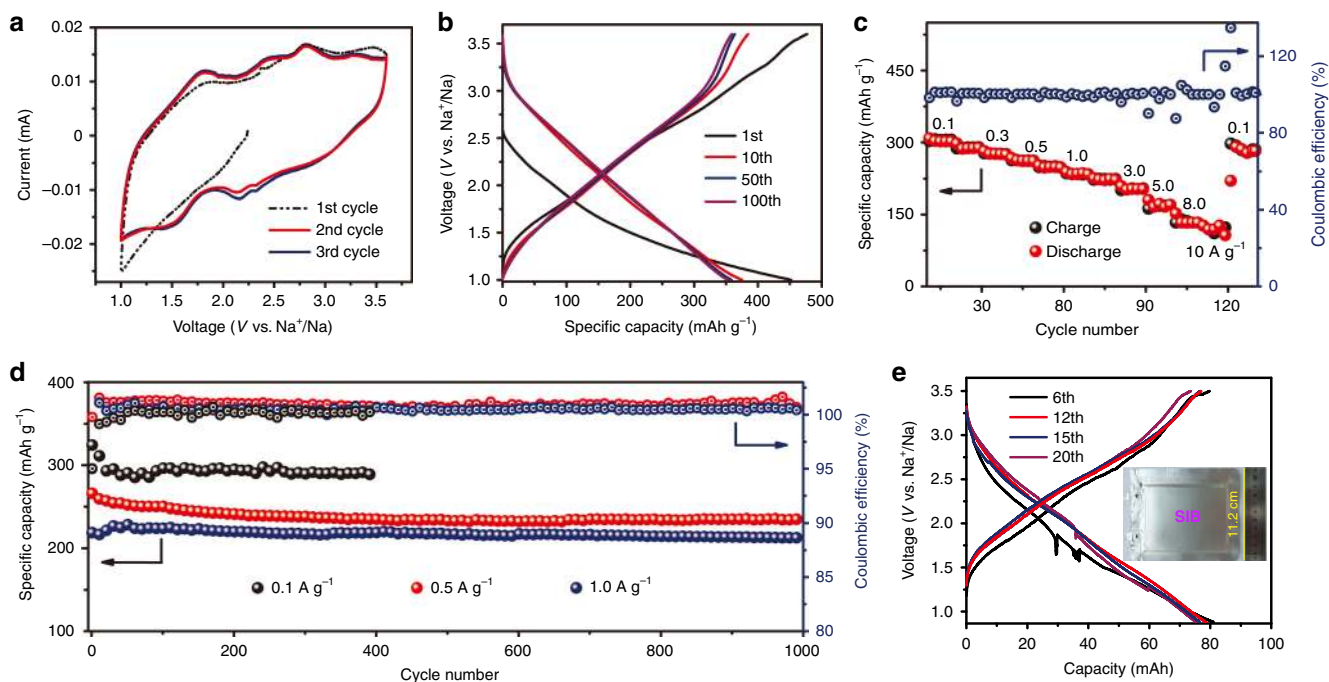 a
0.02
0.01
0
−0.01
−0.02
Current (mA)
1.0
1.5
2.0
2.5
3.0
3.5
Voltage (V vs. Na⁺/Na)
1st cycle
2nd cycle
3rd cycle
b
3.5
3.0
2.5
2.0
1.5
1.0
Voltage (V vs. Na⁺/Na)
0
100
200
300
400
500
Specific capacity (mAh g⁻¹)
1st
10th
50th
100th
c
450
300
150
0
Specific capacity (mAh g⁻¹)
0.1
0.3
0.5
1.0
3.0
5.0
8.0
10 A g⁻¹
0.1
Charge
Discharge
30
80
90
120
Cycle number
120
80
40
0
Coulombic efficiency (%)
d
400
300
200
100
Specific capacity (mAh g⁻¹)
0.1 A g⁻¹
0.5 A g⁻¹
1.0 A g⁻¹
0
200
400
600
800
1000
Cycle number
100
95
90
85
80
Coulombic efficiency (%)
e
3.5
3.0
2.5
2.0
1.5
1.0
Voltage (V vs. Na⁺/Na)
6th
12th
15th
20th
SIB
11.2 cm
0
20
40
60
80
100
Capacity (mAh)